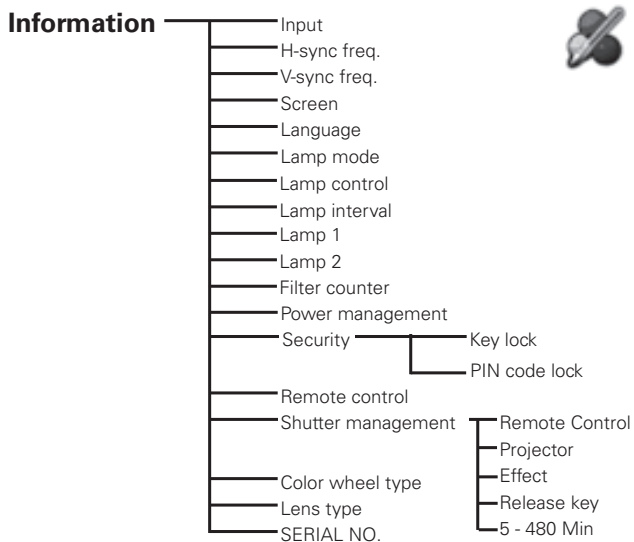 Information
Input
H-sync freq.
V-sync freq.
Screen
Language
Lamp mode
Lamp control
Lamp interval
Lamp 1
Lamp 2
Filter counter
Power management
Security
Key lock
PIN code lock
Remote control
Shutter management
Remote Control
Projector
Effect
Release key
5 - 480 Min
Color wheel type
Lens type
SERIAL NO.